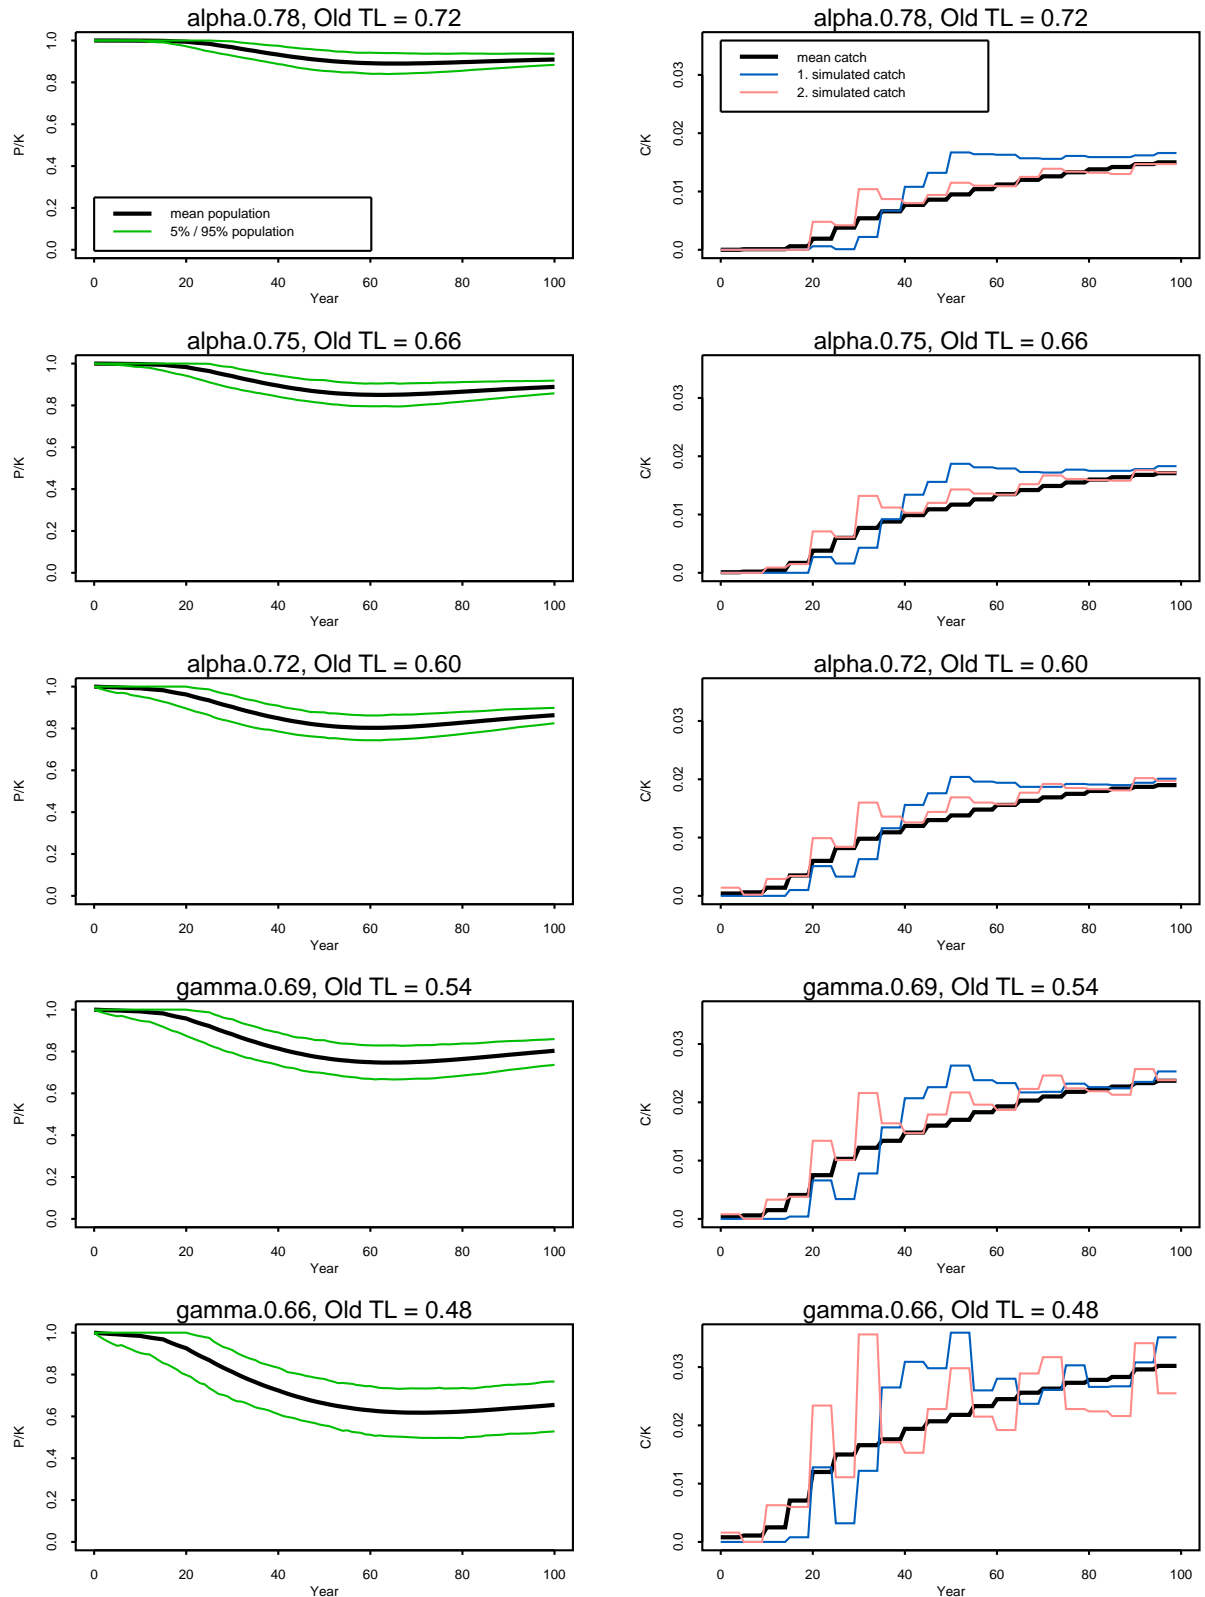 alpha.0.78, Old TL = 0.72
P/K
0.0 0.2 0.4 0.6 0.8 1.0
mean population
5% / 95% population
0 20 40 60 80 100
Year
alpha.0.78, Old TL = 0.72
C/K
0.0 0.01 0.02 0.03
mean catch
1. simulated catch
2. simulated catch
0 20 40 60 80 100
Year
alpha.0.75, Old TL = 0.66
P/K
0.0 0.2 0.4 0.6 0.8 1.0
0 20 40 60 80 100
Year
alpha.0.75, Old TL = 0.66
C/K
0.0 0.01 0.02 0.03
0 20 40 60 80 100
Year
alpha.0.72, Old TL = 0.60
P/K
0.0 0.2 0.4 0.6 0.8 1.0
0 20 40 60 80 100
Year
alpha.0.72, Old TL = 0.60
C/K
0.0 0.01 0.02 0.03
0 20 40 60 80 100
Year
gamma.0.69, Old TL = 0.54
P/K
0.0 0.2 0.4 0.6 0.8 1.0
0 20 40 60 80 100
Year
gamma.0.69, Old TL = 0.54
C/K
0.0 0.01 0.02 0.03
0 20 40 60 80 100
Year
gamma.0.66, Old TL = 0.48
P/K
0.0 0.2 0.4 0.6 0.8 1.0
0 20 40 60 80 100
Year
gamma.0.66, Old TL = 0.48
C/K
0.0 0.01 0.02 0.03
0 20 40 60 80 100
Year